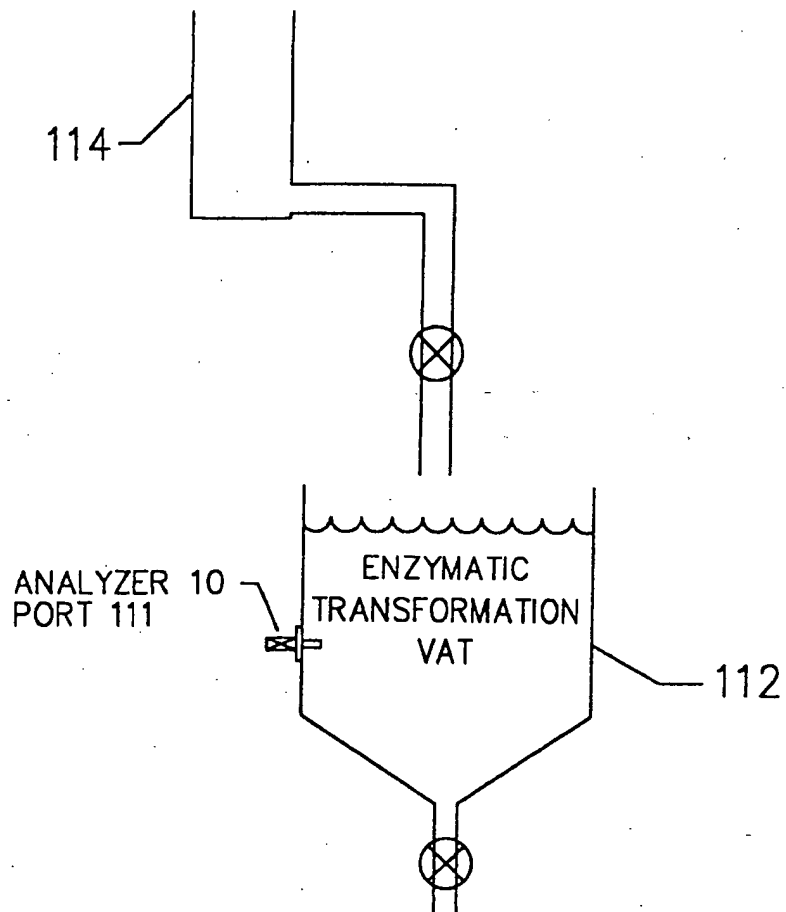 114
ENZYMATIC
TRANSFORMATION
VAT
ANALYZER 10
PORT 111
112